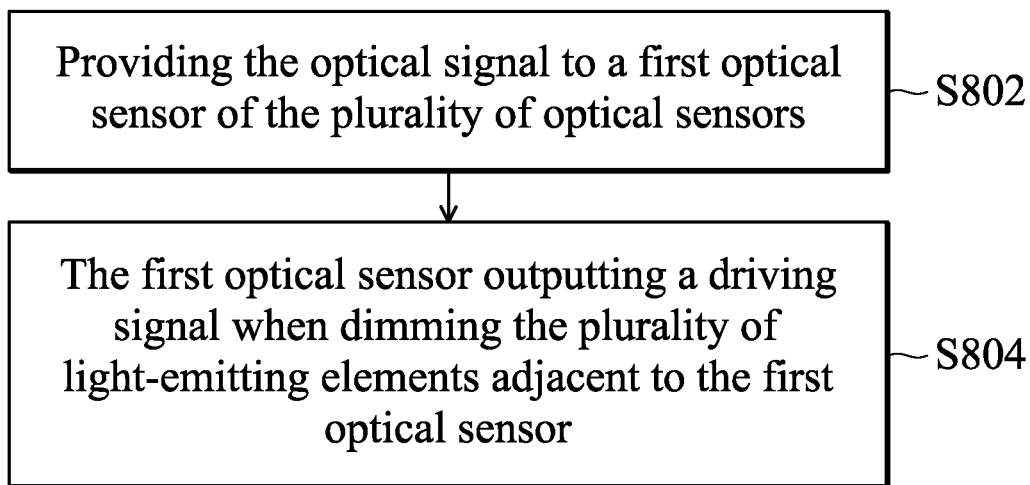 Providing the optical signal to a first optical
sensor of the plurality of optical sensors
S802
The first optical sensor outputting a driving
signal when dimming the plurality of
light-emitting elements adjacent to the first
optical sensor
S804